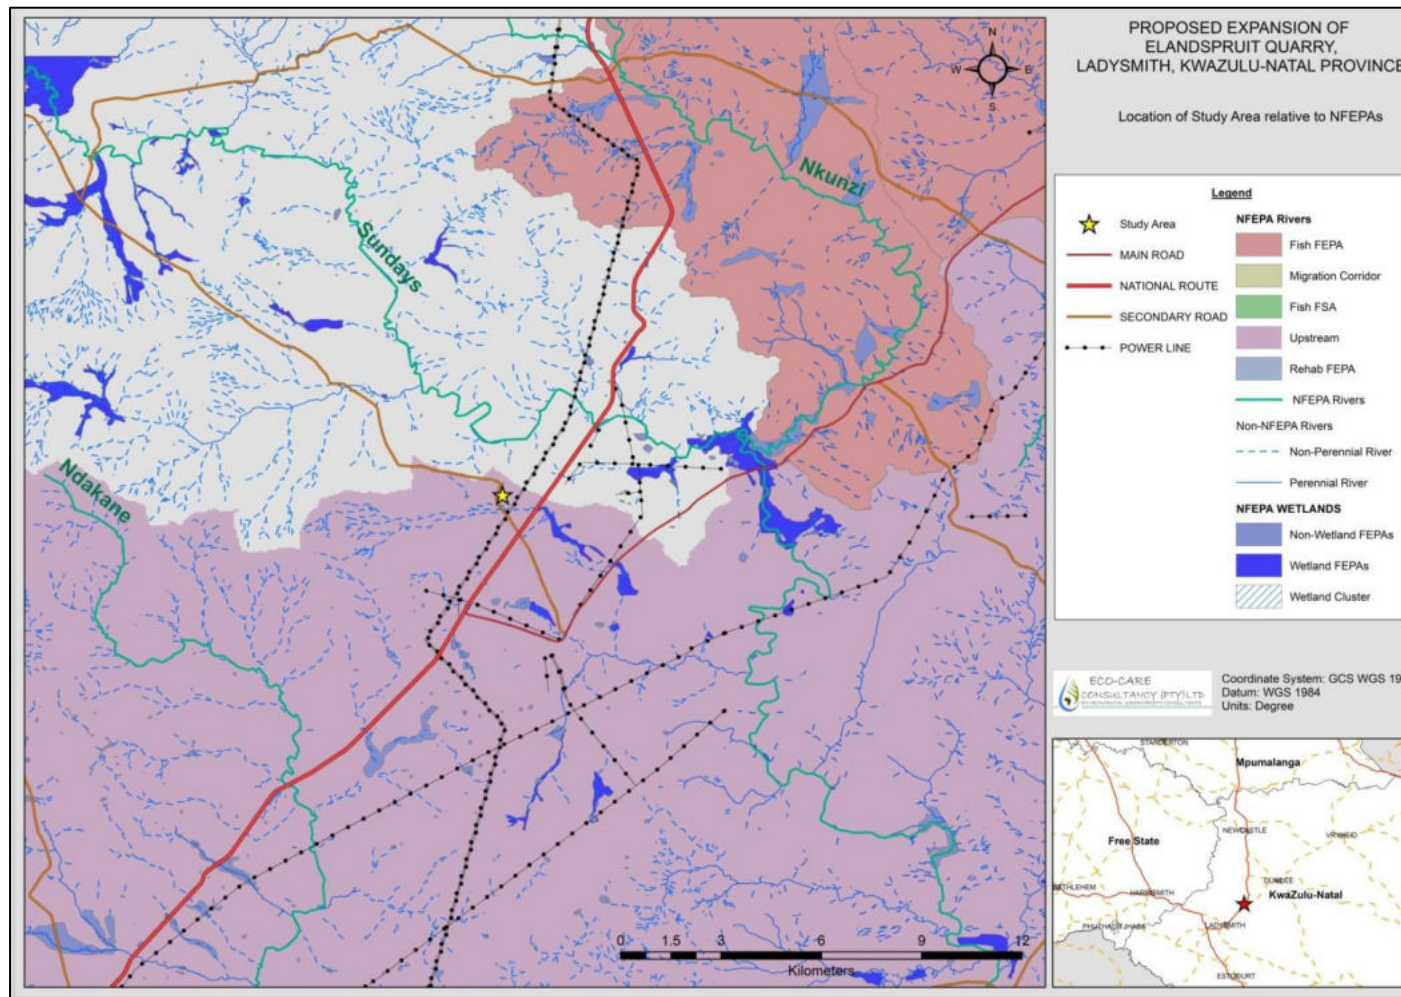 PROPOSED EXPANSION OF
ELANDSPRUIT QUARRY,
LADYSMITH, KWAZULU-NATAL PROVINCE
Location of Study Area relative to NFEPAs
N
W
E
S
Nkunzi
Sundays
Ndakane
Legend
Study Area
MAIN ROAD
NATIONAL ROUTE
SECONDARY ROAD
POWER LINE
NFEPA Rivers
Fish FEPA
Migration Corridor
Fish FSA
Upstream
Rehab FEPA
NFEPA Rivers
Non-NFEPA Rivers
Non-Perennial River
Perennial River
NFEPA WETLANDS
Non-Wetland FEPAs
Wetland FEPAs
Wetland Cluster
ECO-CARE
CONSULTANCY (PTY)LTD
Coordinate System: GCS WGS 19
Datum: WGS 1984
Units: Degree
0 1.5 3 6 9 12
Kilometers
STANDERTON
Mpumalanga
NEWCASTLE
VRYHEID
Free State
DUNDEE
BETHLEHEM
HARRISMITH
KwaZulu-Natal
PHUTHADITJHABA
LADYSMITH
ESTCOURT